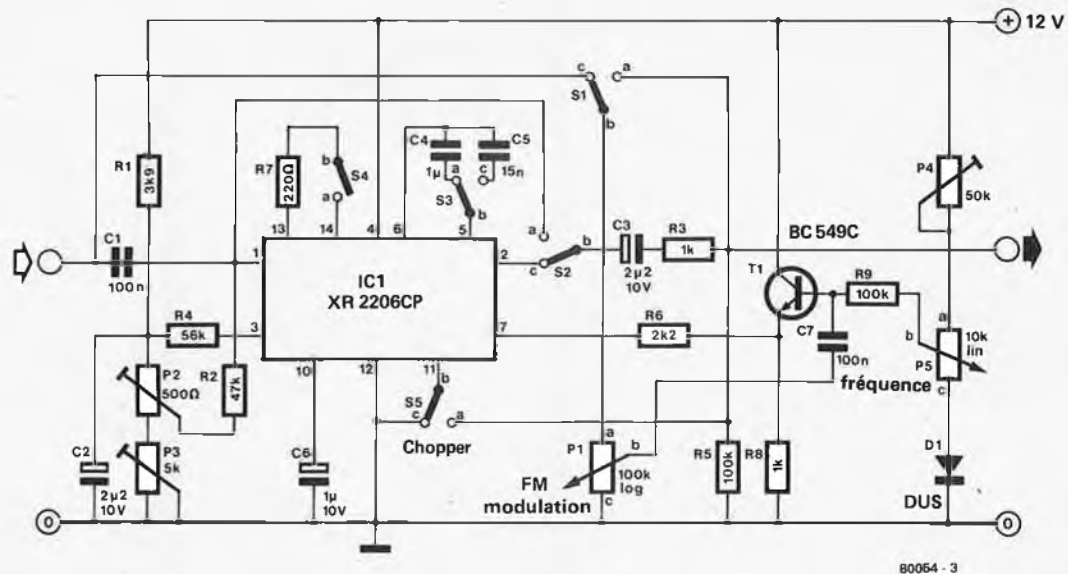 + 12 V
c a
S1
b
R1
3k9
C1
100n
R7
220Ω
b
S4
a
C4
1µ
C5
15n
a c
S3
b
13 14 4 6 5
1
2
3
7
10 12 11
IC1
XR 2206CP
a
b
c S2
C3
2µ2
10V
R3
1k
P4
50k
BC 549C
T1
R9
100k
C7
100n
a
b
c
10k
lin
P5
fréquence
R4
56k
R6
2k2
P2
500Ω
R2
47k
P3
5k
C2
2µ2
10V
C6
1µ
10V
b
S5
c a
Chopper
FM
modulation
P1
a
b
c
100k
log
R5
100k
R8
1k
D1
DUS
0
0
80054 - 3